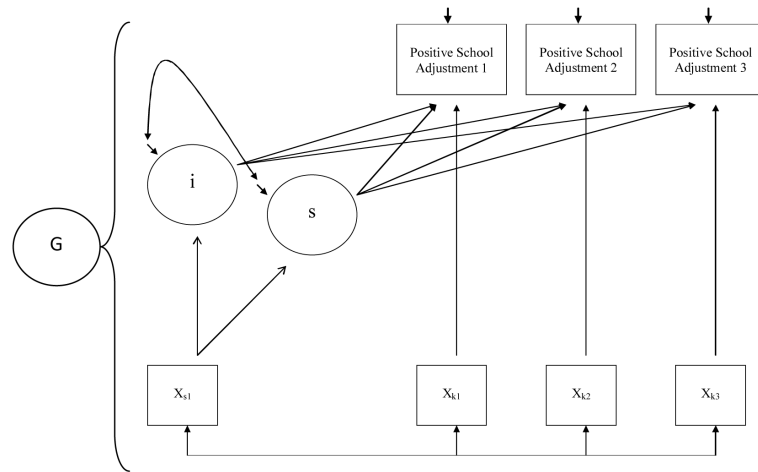 Positive School
Adjustment 1
Positive School
Adjustment 2
Positive School
Adjustment 3
i
s
G
Xs1
Xk1
Xk2
Xk3